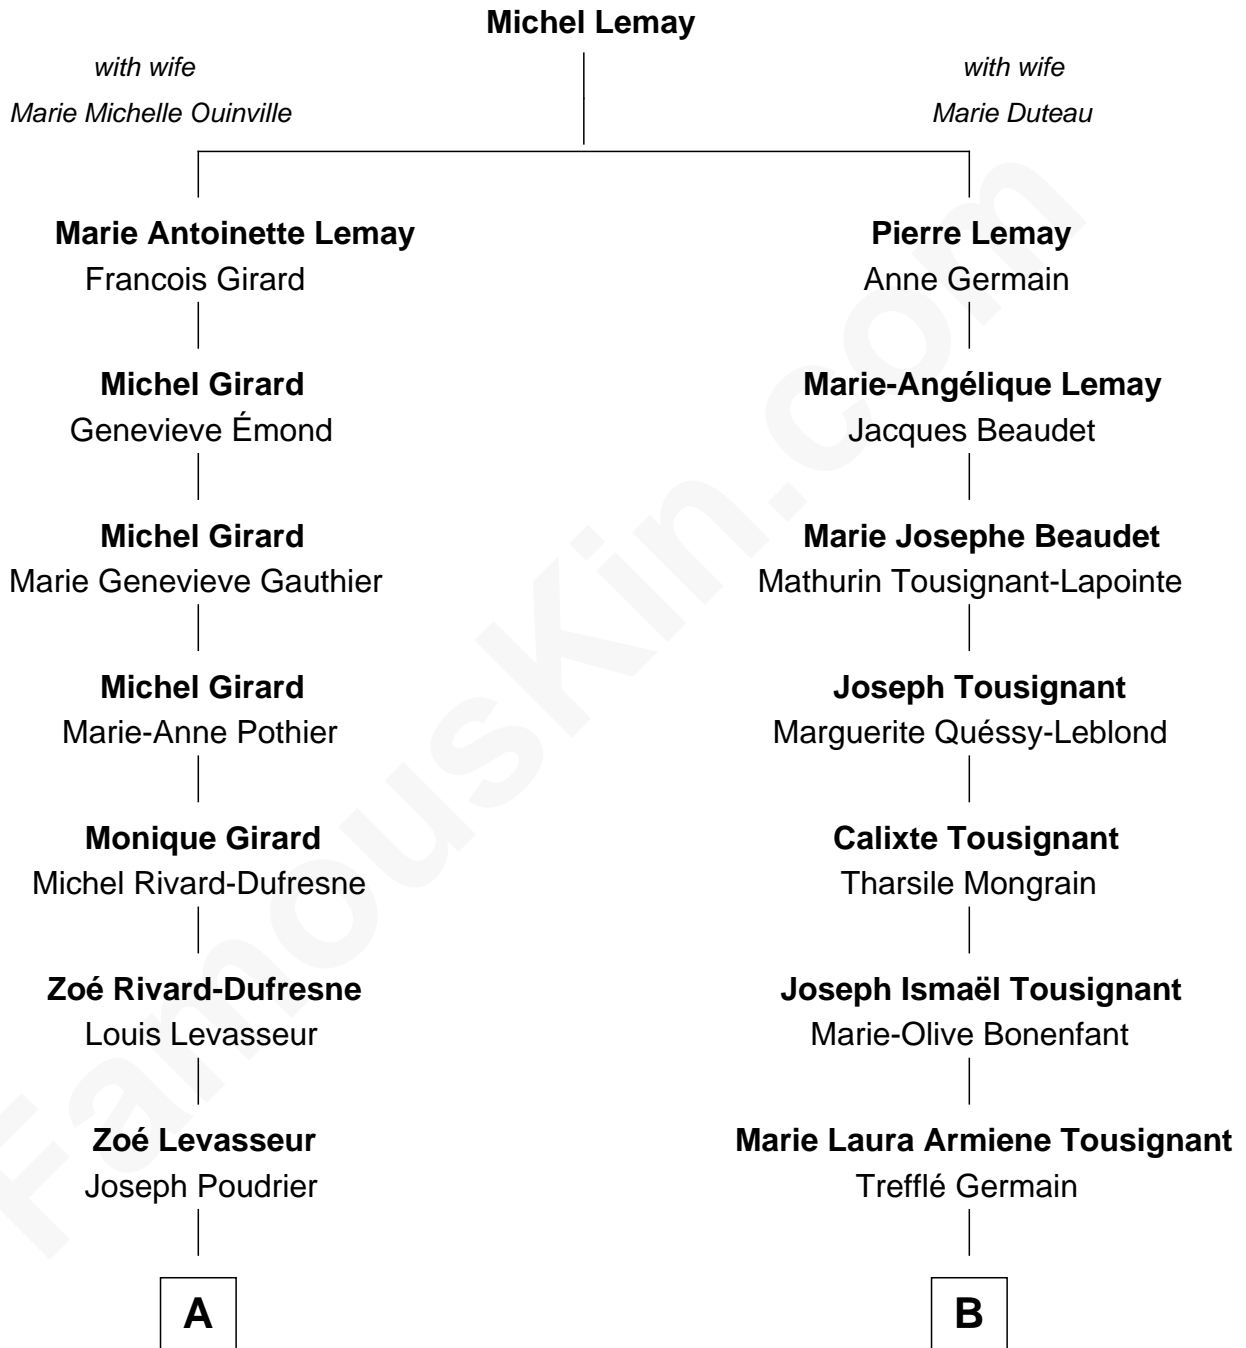 Michel Lemay
with wife
Marie Michelle Ouinville
with wife
Marie Duteau
Marie Antoinette Lemay
Francois Girard
Pierre Lemay
Anne Germain
Michel Girard
Genevieve Émond
Marie-Angélique Lemay
Jacques Beaudet
Michel Girard
Marie Genevieve Gauthier
Marie Josephe Beaudet
Mathurin Tousignant-Lapointe
Michel Girard
Marie-Anne Pothier
Joseph Tousignant
Marguerite Quéssy-Leblond
Monique Girard
Michel Rivard-Dufresne
Calixte Tousignant
Tharsile Mongrain
Zoé Rivard-Dufresne
Louis Levasseur
Joseph Ismaël Tousignant
Marie-Olive Bonenfant
Zoé Levasseur
Joseph Poudrier
Marie Laura Armiene Tousignant
Trefflé Germain
A
B
FamousKin.com